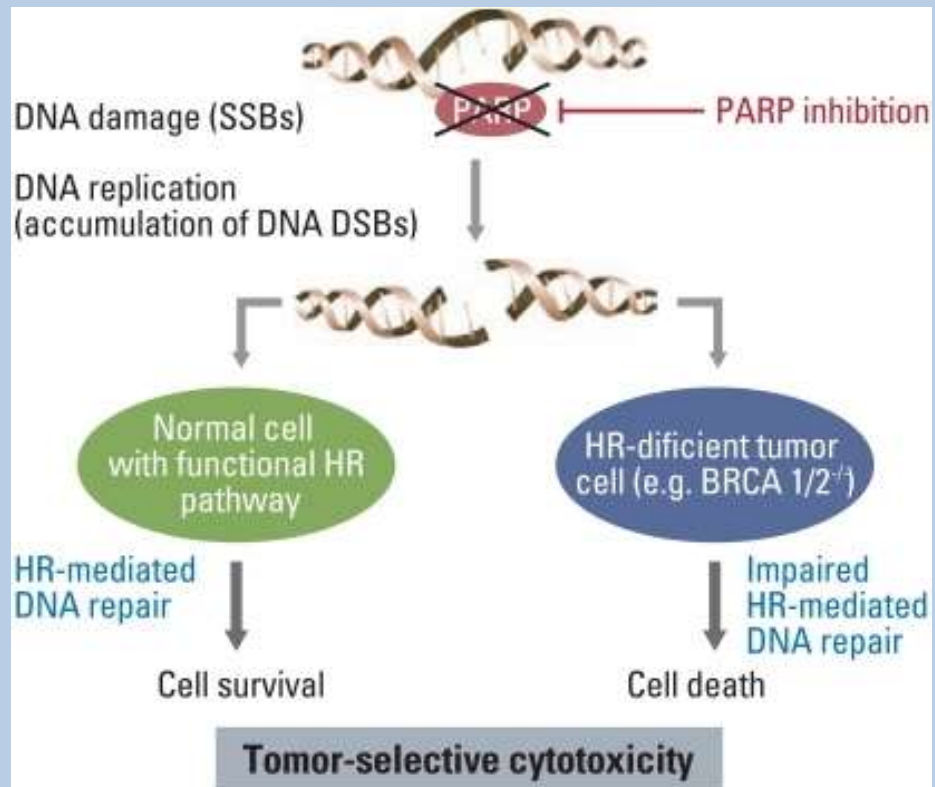 PARP
DNA damage (SSBs)
PARP inhibition
DNA replication
(accumulation of DNA DSBs)
Normal cell
with functional HR
pathway
HR-dificient tumor
cell (e.g. BRCA 1/2⁻/⁻)
HR-mediated
DNA repair
Impaired
HR-mediated
DNA repair
Cell survival
Cell death
Tomor-selective cytotoxicity